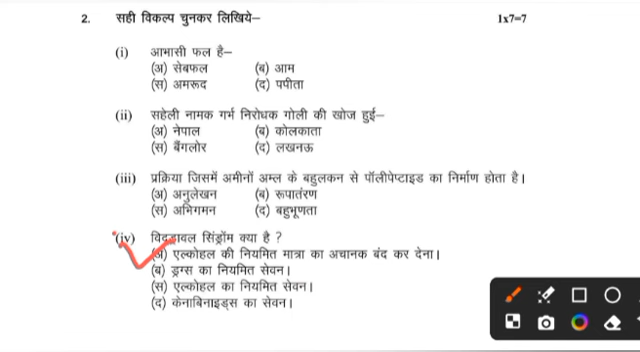 2. सही विकल्प चुनकर लिखिये– 1x7=7
(i) आभासी फल है–
(अ) सेबफल (ब) आम
(स) अमरूद (द) पपीता
(ii) सहेली नामक गर्भ निरोधक गोली की खोज हुई–
(अ) नेपाल (ब) कोलकाता
(स) बैंगलोर (द) लखनऊ
(iii) प्रक्रिया जिसमें अमीनों अम्ल के बहुलकन से पॉलीपेप्टाइड का निर्माण होता है।
(अ) अनुलेखन (ब) रूपातंरण
(स) अभिगमन (द) बहुभूणता
(iv) विदड्रावल सिंड्रोंम क्या है ?
(अ) एल्कोहल की नियमित मात्रा का अचानक बंद कर देना।
(ब) ड्रग्स का नियमित सेवन।
(स) एल्कोहल का नियमित सेवन।
(द) केनाबिनाइड्स का सेवन।